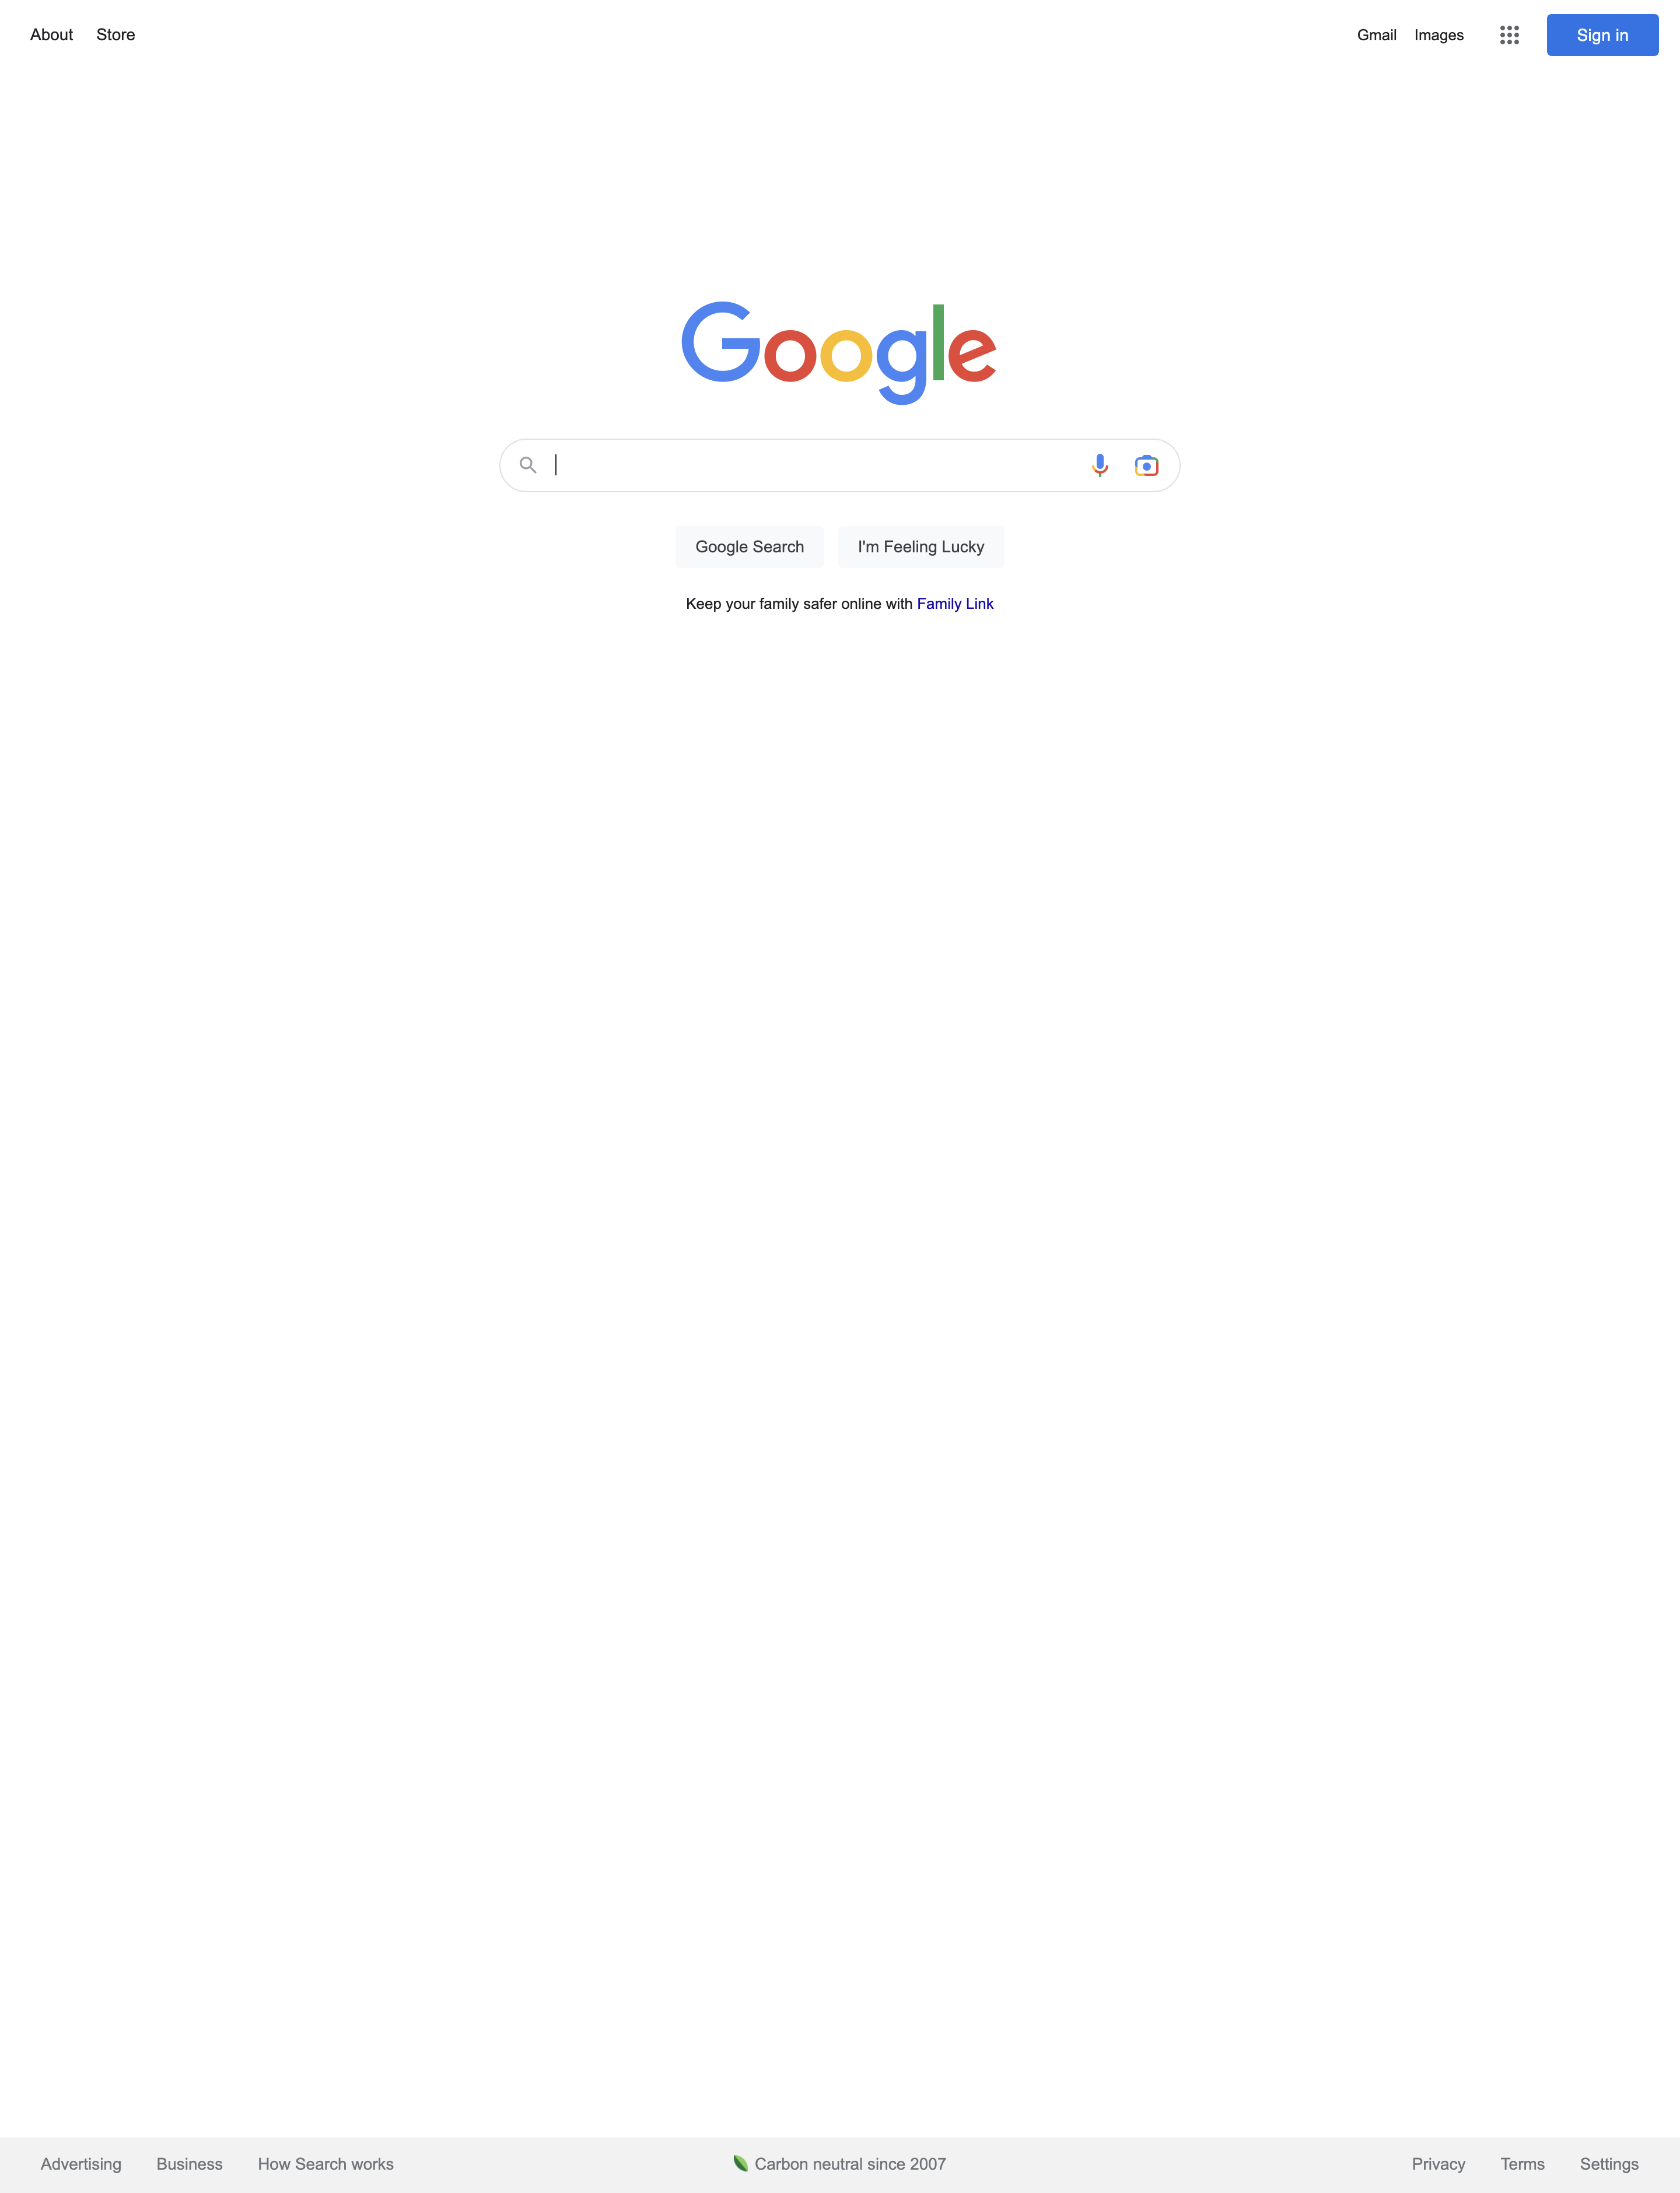 About Store Gmail Images Sign in
Google
Google Search I'm Feeling Lucky
Keep your family safer online with Family Link
Advertising Business How Search works Carbon neutral since 2007 Privacy Terms Settings